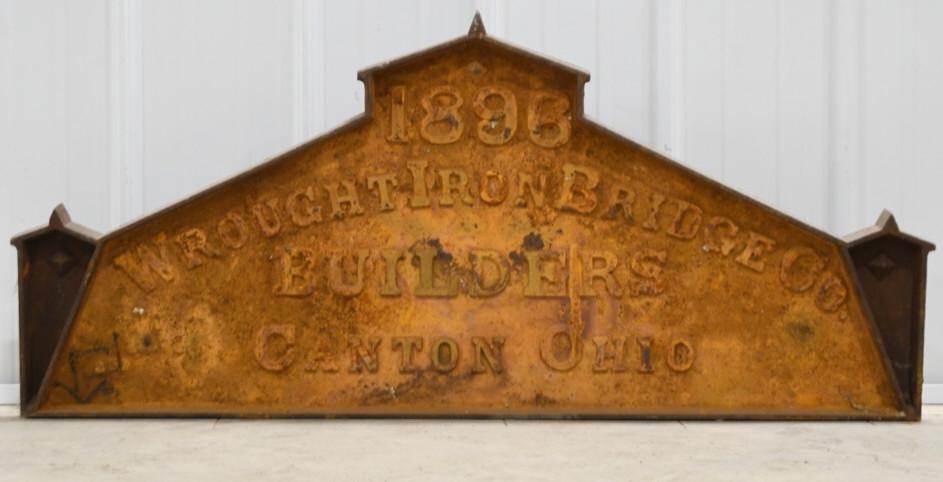 1896
WROUGHT IRON BRIDGE CO.
BUILDERS
CANTON OHIO